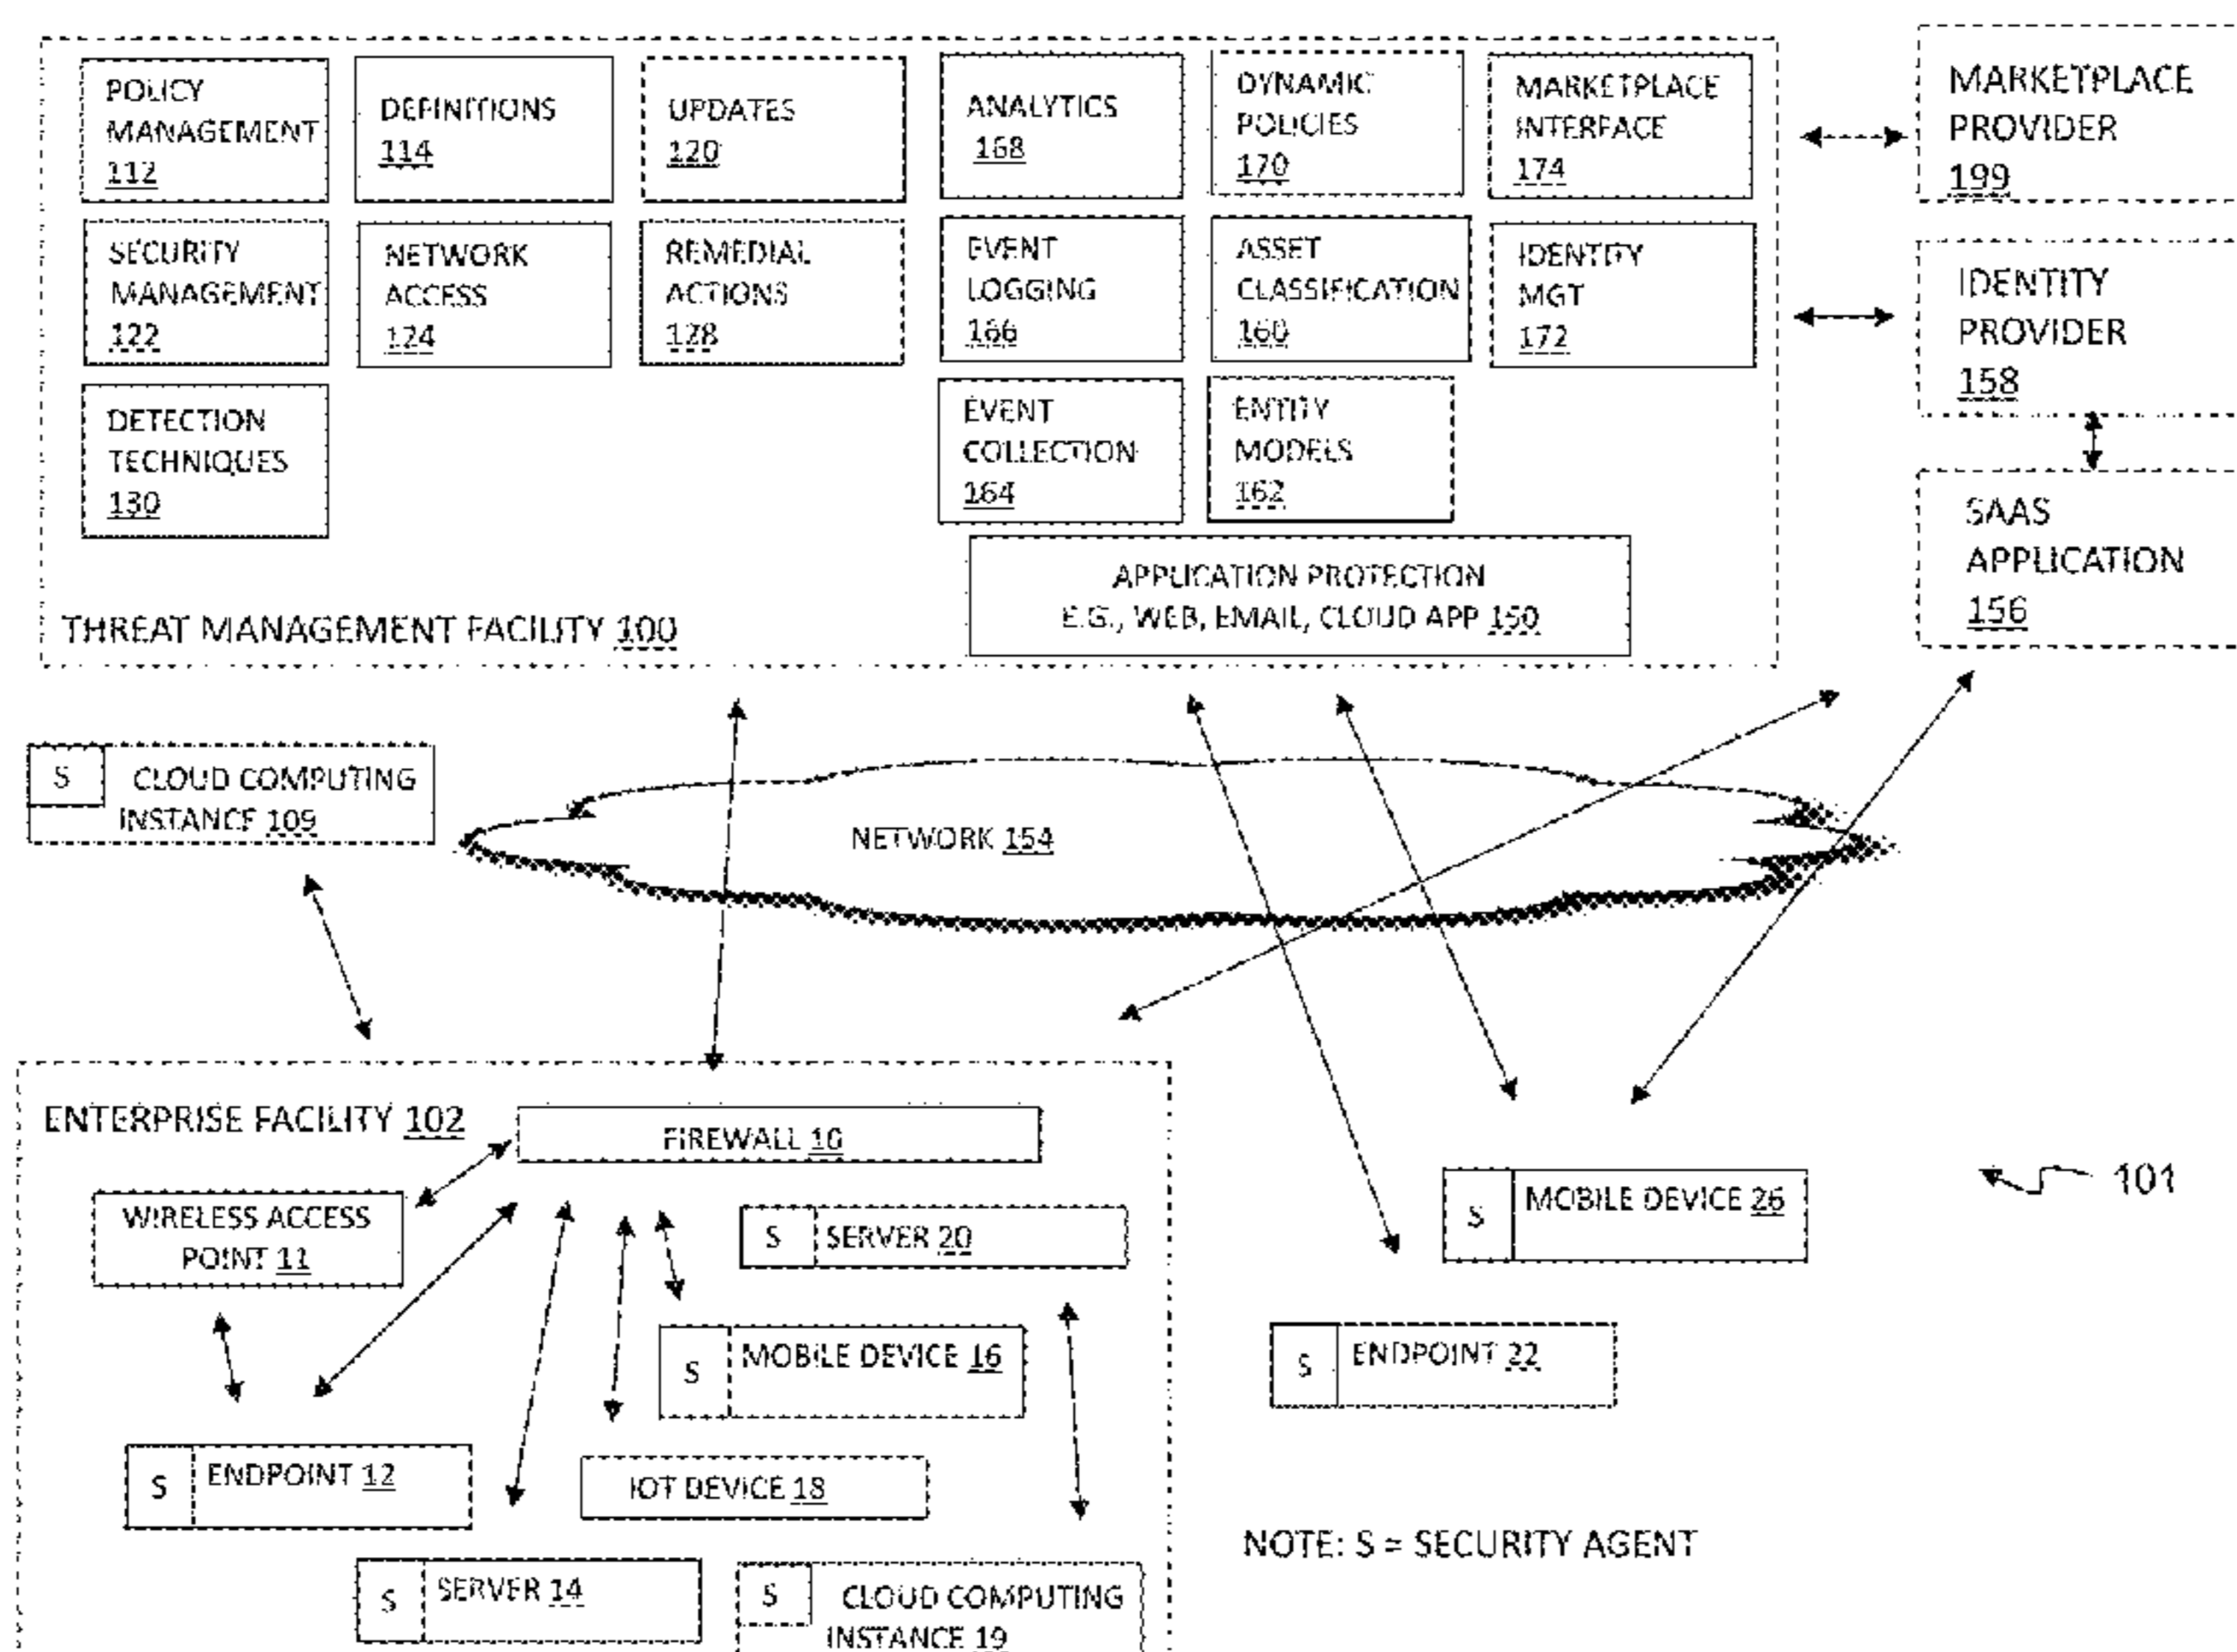 POLICY
MANAGEMENT
112
DEFINITIONS
114
UPDATES
120
ANALYTICS
168
DYNAMIC
POLICIES
170
MARKETPLACE
INTERFACE
174
MARKETPLACE
PROVIDER
199
SECURITY
MANAGEMENT
122
NETWORK
ACCESS
124
REMEDIAL
ACTIONS
128
EVENT
LOGGING
166
ASSET
CLASSIFICATION
160
IDENTITY
MGT
172
IDENTITY
PROVIDER
158
DETECTION
TECHNIQUES
130
EVENT
COLLECTION
164
ENTITY
MODELS
162
SAAS
APPLICATION
156
APPLICATION PROTECTION
E.G., WEB, EMAIL, CLOUD APP 150
THREAT MANAGEMENT FACILITY 100
S CLOUD COMPUTING
INSTANCE 109
NETWORK 154
ENTERPRISE FACILITY 102
FIREWALL 10
WIRELESS ACCESS
POINT 11
S SERVER 20
S MOBILE DEVICE 26
101
S MOBILE DEVICE 16
S ENDPOINT 22
S ENDPOINT 12
IOT DEVICE 18
NOTE: S = SECURITY AGENT
S SERVER 14
S CLOUD COMPUTING
INSTANCE 19